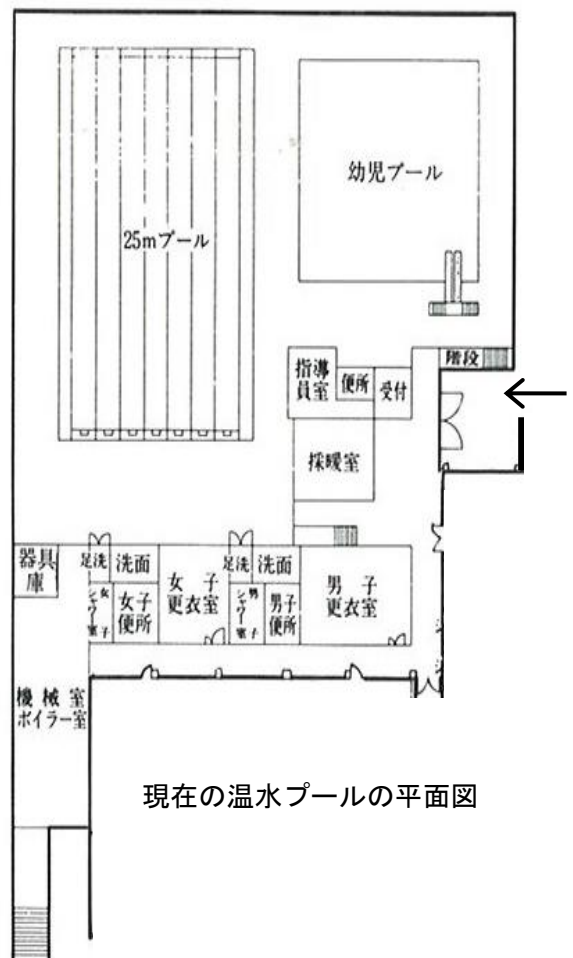 幼児プール
25mプール
階段
指導
員室
便所
受付
採暖室
器具
庫
足洗
洗面
女子
更衣室
足洗
洗面
男子
更衣室
女子
シャワー室
女子
便所
男子
シャワー室
男子
便所
機械室
ボイラー室
現在の温水プールの平面図